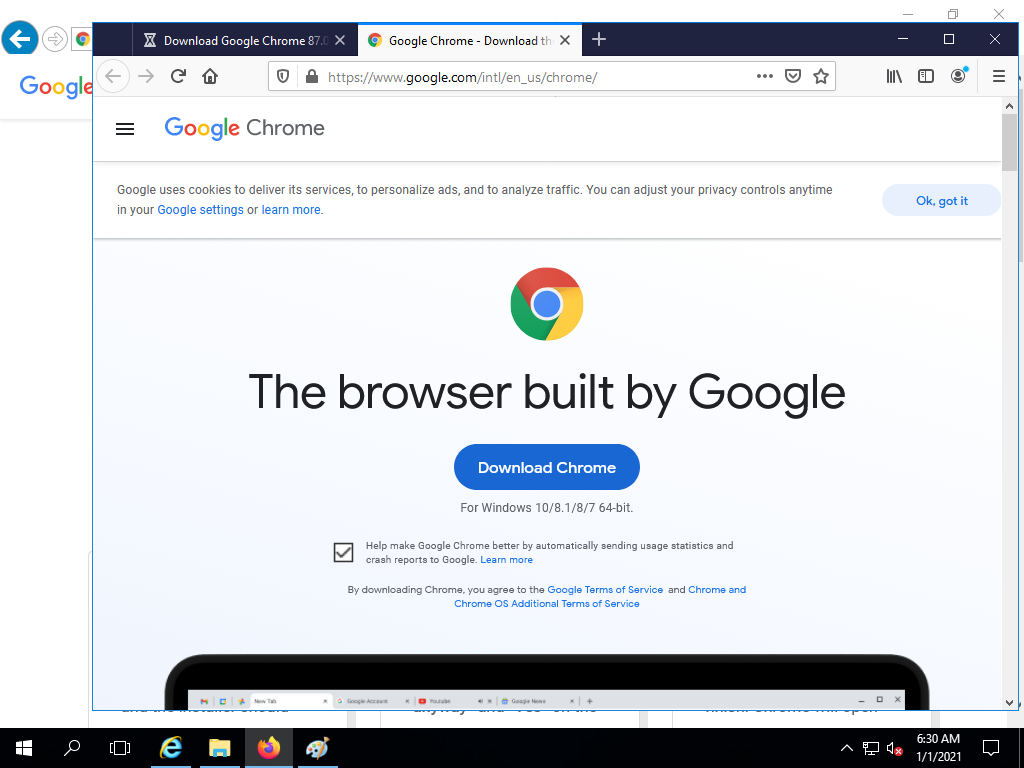 Download Google Chrome 87.0
Google Chrome - Download th
https://www.google.com/intl/en_us/chrome/
Google
Google Chrome
Google uses cookies to deliver its services, to personalize ads, and to analyze traffic. You can adjust your privacy controls anytime
in your Google settings or learn more.
Ok, got it
The browser built by Google
Download Chrome
For Windows 10/8.1/8/7 64-bit.
Help make Google Chrome better by automatically sending usage statistics and
crash reports to Google. Learn more
By downloading Chrome, you agree to the Google Terms of Service and Chrome and
Chrome OS Additional Terms of Service
New Tab
Google Account
Youtube
Google News
6:30 AM
1/1/2021